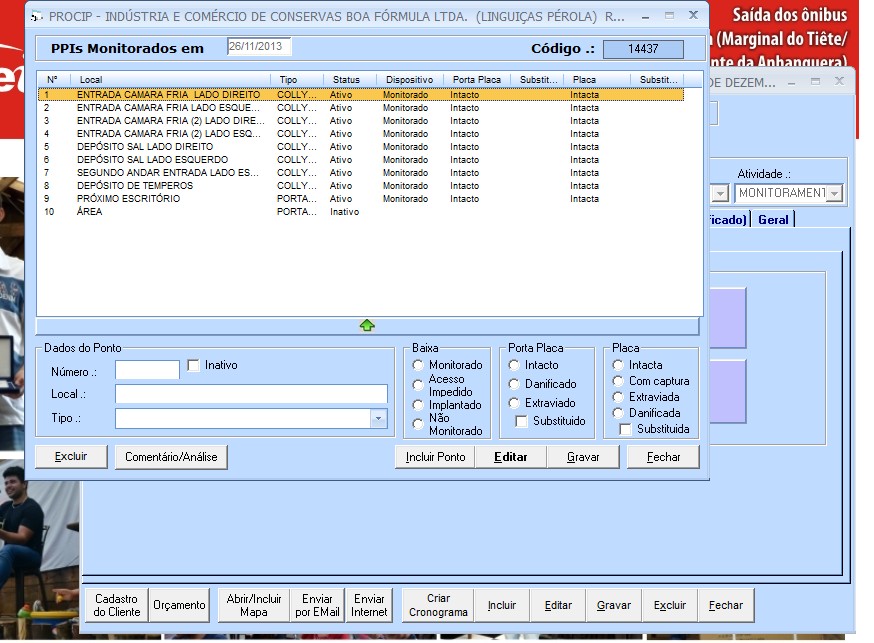 PROCIP - INDÚSTRIA E COMÉRCIO DE CONSERVAS BOA FÓRMULA LTDA. (LINGUIÇAS PÉROLA) R...
Saída dos ônibus
(Marginal do Tiête/
nte da Anhanguera)
PPIs Monitorados em 26/11/2013 Código .: 14437
DE DEZEM...
Nº Local Tipo Status Dispositivo Porta Placa Substit... Placa Substit...
1 ENTRADA CAMARA FRIA LADO DIREITO COLLY... Ativo Monitorado Intacto Intacta
2 ENTRADA CAMARA FRIA LADO ESQUE... COLLY... Ativo Monitorado Intacto Intacta
3 ENTRADA CAMARA FRIA (2) LADO DIRE... COLLY... Ativo Monitorado Intacto Intacta
4 ENTRADA CAMARA FRIA (2) LADO ESQ... COLLY... Ativo Monitorado Intacto Intacta
5 DEPÓSITO SAL LADO DIREITO COLLY... Ativo Monitorado Intacto Intacta
6 DEPÓSITO SAL LADO ESQUERDO COLLY... Ativo Monitorado Intacto Intacta
7 SEGUNDO ANDAR ENTRADA LADO ES... COLLY... Ativo Monitorado Intacto Intacta
8 DEPÓSITO DE TEMPEROS COLLY... Ativo Monitorado Intacto Intacta
9 PRÓXIMO ESCRITÓRIO PORTA... Ativo Monitorado Intacto Intacta
10 ÁREA PORTA... Inativo
Atividade .:
MONITORAMENT
ficado) Geral
Dados do Ponto
Número .: Inativo
Local .:
Tipo .:
Baixa
Monitorado
Acesso
Impedido
Implantado
Não
Monitorado
Porta Placa
Intacto
Danificado
Extraviado
Substituido
Placa
Intacta
Com captura
Extraviada
Danificada
Substituida
Excluir Comentário/Análise Incluir Ponto Editar Gravar Fechar
Cadastro
do Cliente
Orçamento
Abrir/Incluir
Mapa
Enviar
por EMail
Enviar
Internet
Criar
Cronograma
Incluir Editar Gravar Excluir Fechar